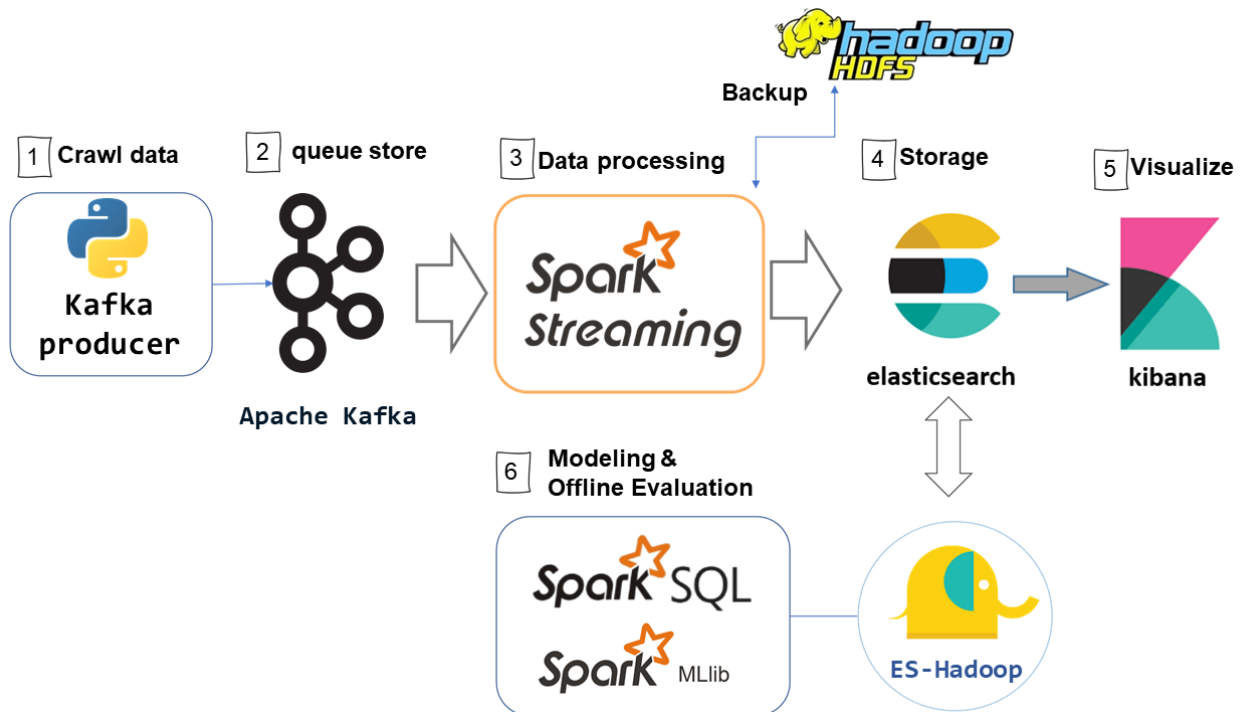 hadoop
HDFS
Backup
1 Crawl data
2 queue store
3 Data processing
4 Storage
5 Visualize
Kafka
producer
Apache Kafka
Spark
Streaming
elasticsearch
kibana
6 Modeling &
Offline Evaluation
Spark SQL
Spark MLlib
ES-Hadoop